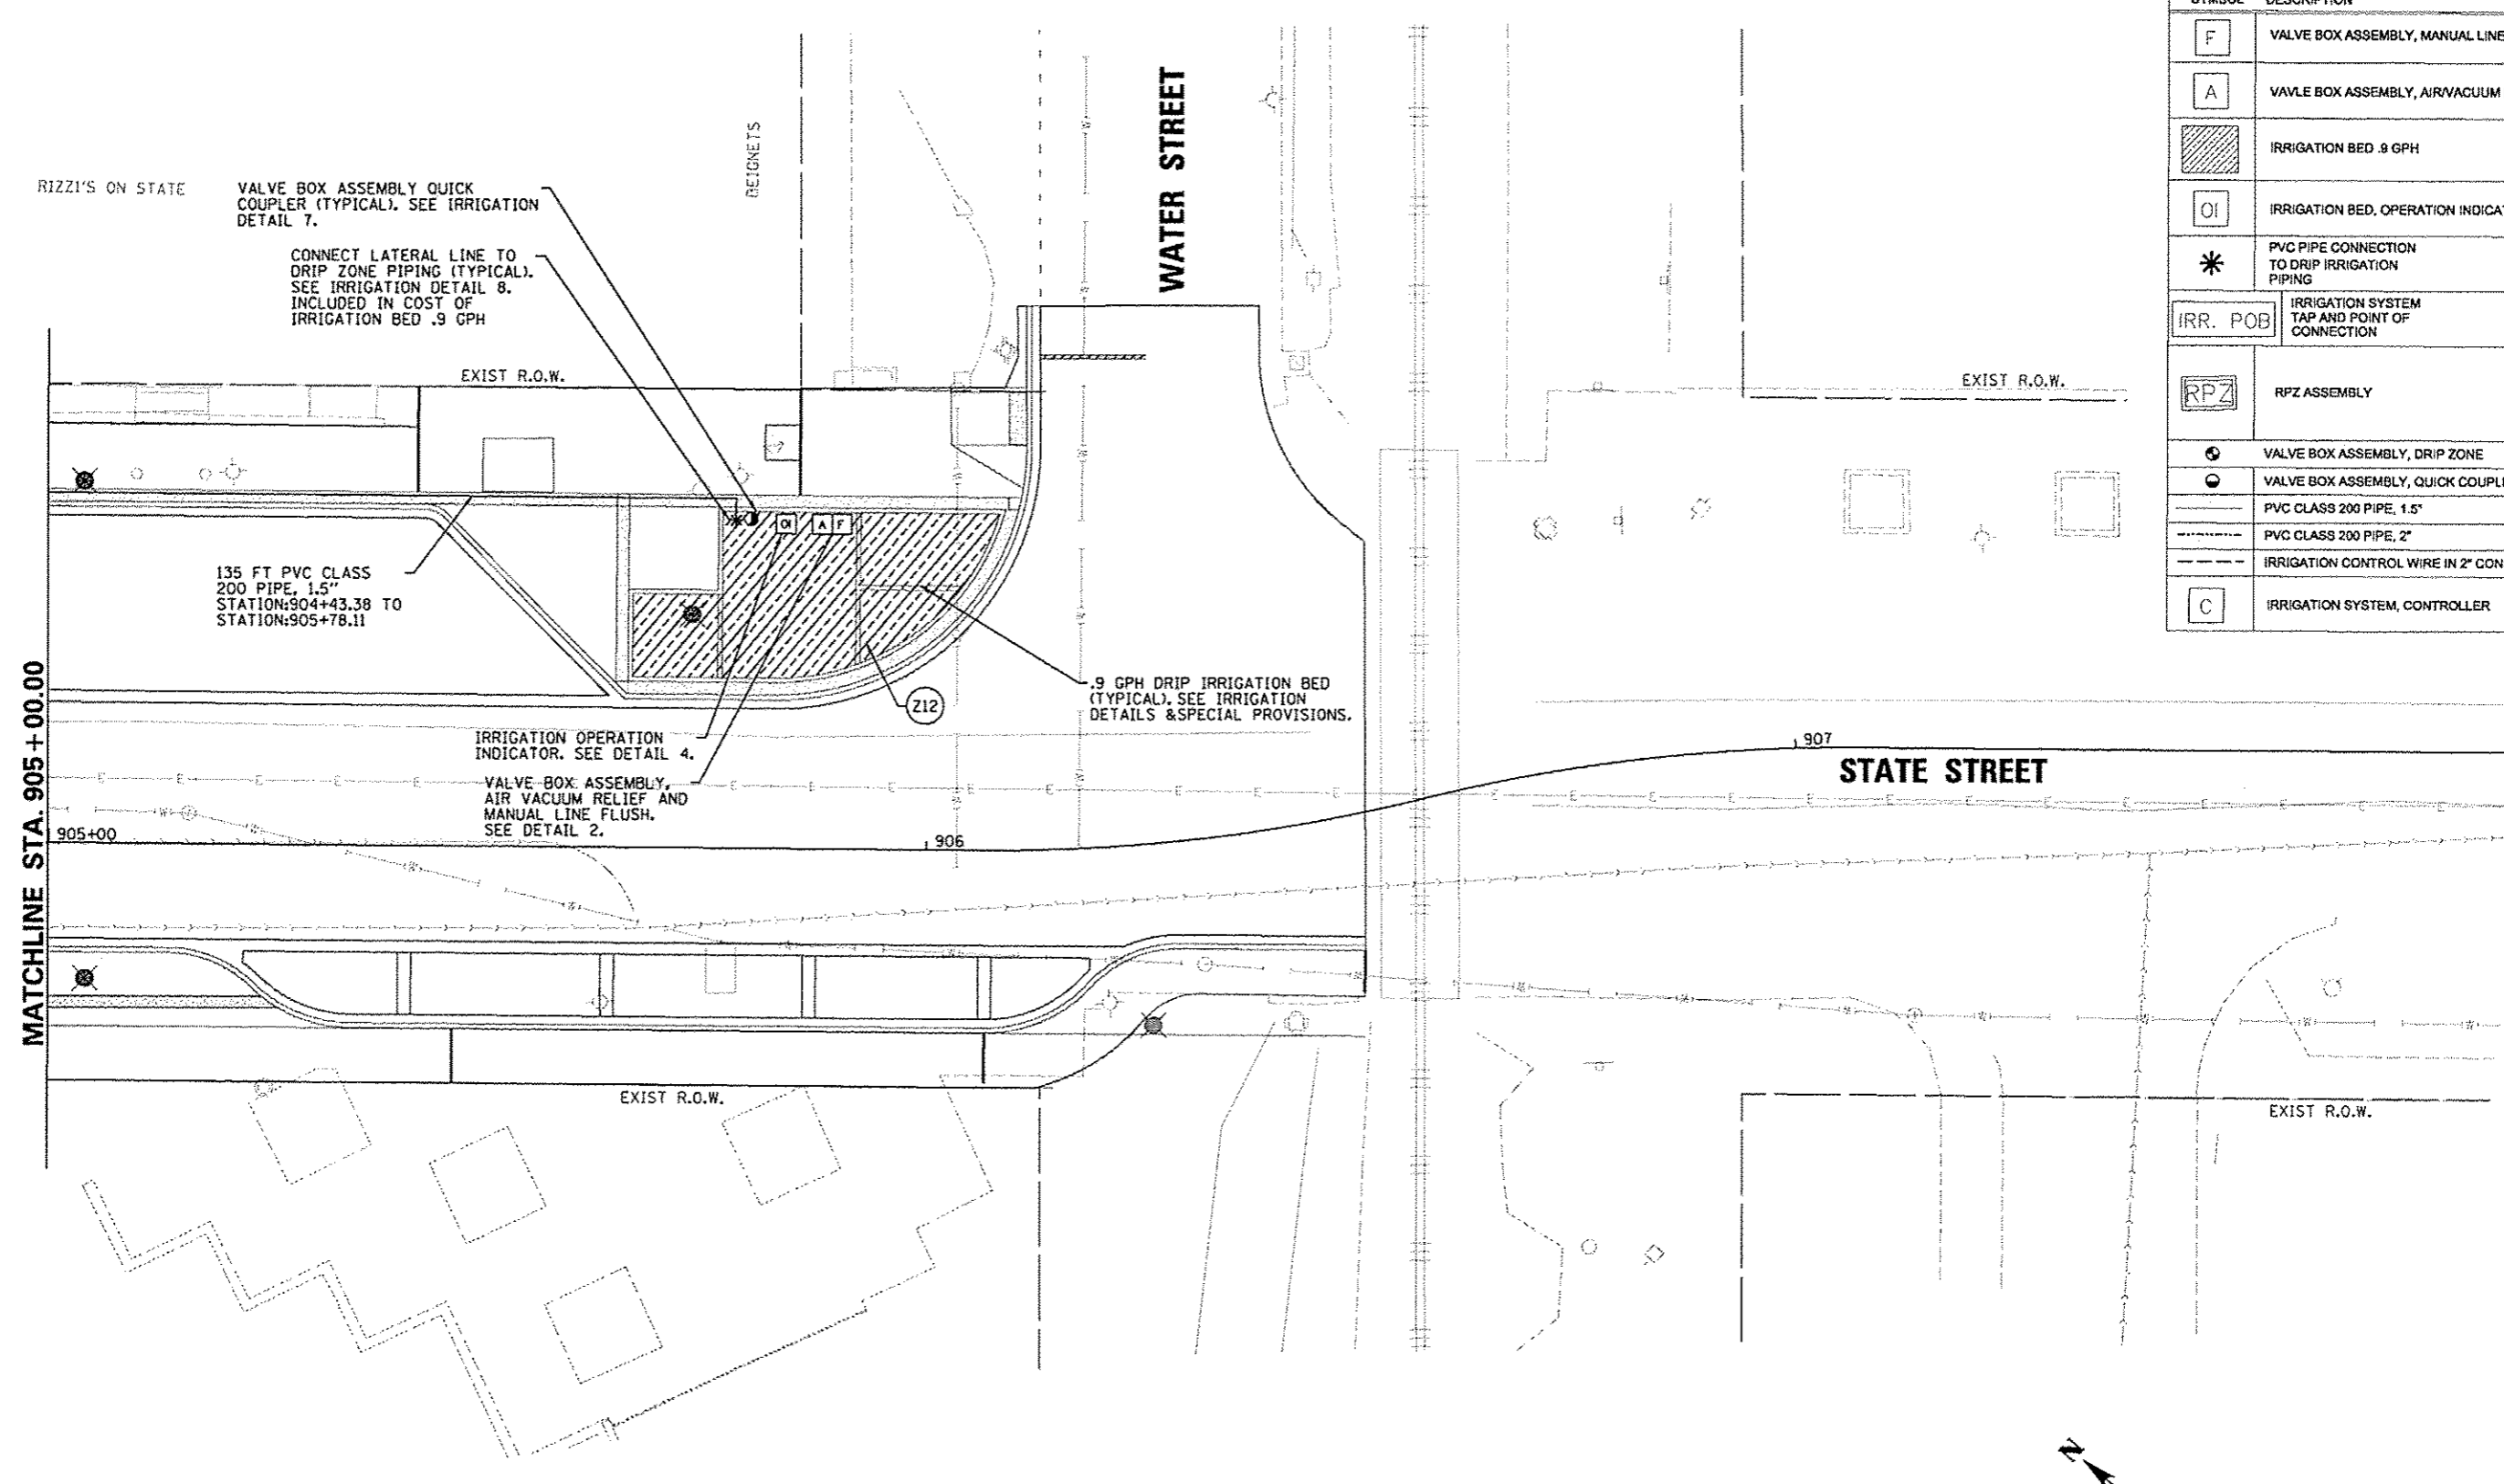 RIZZI'S ON STATE
VALVE BOX ASSEMBLY QUICK
COUPLER (TYPICAL). SEE IRRIGATION
DETAIL 7.
CONNECT LATERAL LINE TO
DRIP ZONE PIPING (TYPICAL).
SEE IRRIGATION DETAIL 8.
INCLUDED IN COST OF
IRRIGATION BED .9 GPH
BEIGNETS
WATER STREET
EXIST R.O.W.
EXIST R.O.W.
OI
A F
135 FT PVC CLASS
200 PIPE, 1.5"
STATION:904+43.38 TO
STATION:905+78.11
.9 GPH DRIP IRRIGATION BED
(TYPICAL). SEE IRRIGATION
DETAILS &SPECIAL PROVISIONS.
Z12
IRRIGATION OPERATION
INDICATOR. SEE DETAIL 4.
VALVE BOX ASSEMBLY,
AIR VACUUM RELIEF AND
MANUAL LINE FLUSH.
SEE DETAIL 2.
MATCHLINE STA. 905+00.00
905+00
906
907
STATE STREET
EXIST R.O.W.
EXIST R.O.W.
N
SYMBOL DESCRIPTION
F VALVE BOX ASSEMBLY, MANUAL LINE
A VAVLE BOX ASSEMBLY, AIR/VACUUM
IRRIGATION BED .9 GPH
OI IRRIGATION BED, OPERATION INDICA
PVC PIPE CONNECTION
TO DRIP IRRIGATION
PIPING
IRR. POB IRRIGATION SYSTEM
TAP AND POINT OF
CONNECTION
RPZ RPZ ASSEMBLY
VALVE BOX ASSEMBLY, DRIP ZONE
VALVE BOX ASSEMBLY, QUICK COUPL
PVC CLASS 200 PIPE, 1.5"
PVC CLASS 200 PIPE, 2"
IRRIGATION CONTROL WIRE IN 2" CON
C IRRIGATION SYSTEM, CONTROLLER